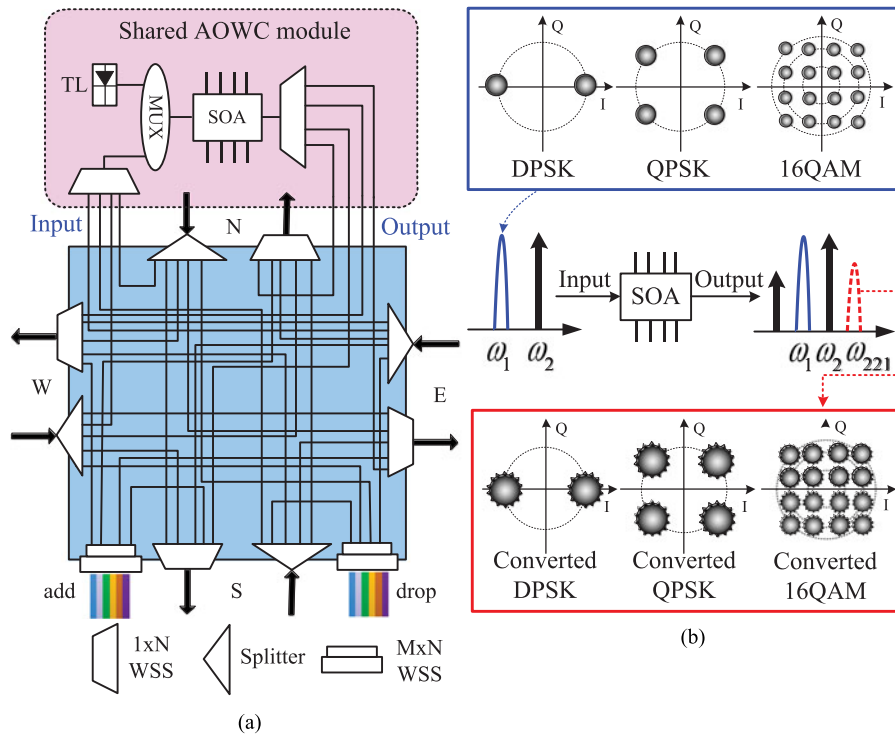 Shared AOWC module
TL
MUX
SOA
Input
N
Output
W
E
add
S
drop
1xN
WSS
Splitter
MxN
WSS
(a)
Q
Q
Q
I
I
I
DPSK
QPSK
16QAM
Input
SOA
Output
ω1
ω2
ω1
ω2
ω221
Q
Q
Q
I
I
I
Converted
DPSK
Converted
QPSK
Converted
16QAM
(b)